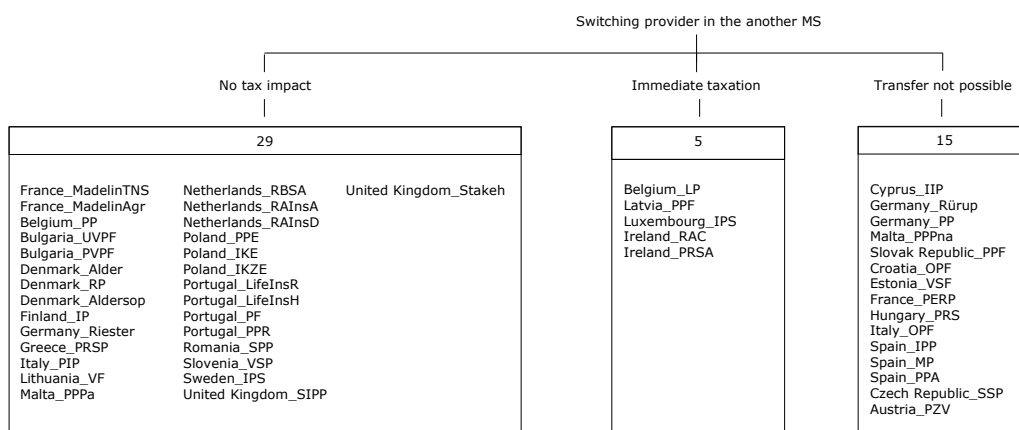 Switching provider in the another MS
No tax impact
Immediate taxation
Transfer not possible
29
5
15
France_MadelinTNS
France_MadelinAgr
Belgium_PP
Bulgaria_UVPF
Bulgaria_PVPF
Denmark_Alder
Denmark_RP
Denmark_Aldersop
Finland_IP
Germany_Riester
Greece_PRSP
Italy_PIP
Lithuania_VF
Malta_PPPa
Netherlands_RBSA
Netherlands_RAInsA
Netherlands_RAInsD
Poland_PPE
Poland_IKE
Poland_IKZE
Portugal_LifeInsR
Portugal_LifeInsH
Portugal_PF
Portugal_PPR
Romania_SPP
Slovenia_VSP
Sweden_IPS
United Kingdom_SIPP
United Kingdom_Stakeh
Belgium_LP
Latvia_PPF
Luxembourg_IPS
Ireland_RAC
Ireland_PRSA
Cyprus_IIP
Germany_Rürup
Germany_PP
Malta_PPPna
Slovak Republic_PPF
Croatia_OPF
Estonia_VSF
France_PERP
Hungary_PRS
Italy_OPF
Spain_IPP
Spain_MP
Spain_PPA
Czech Republic_SSP
Austria_PZV